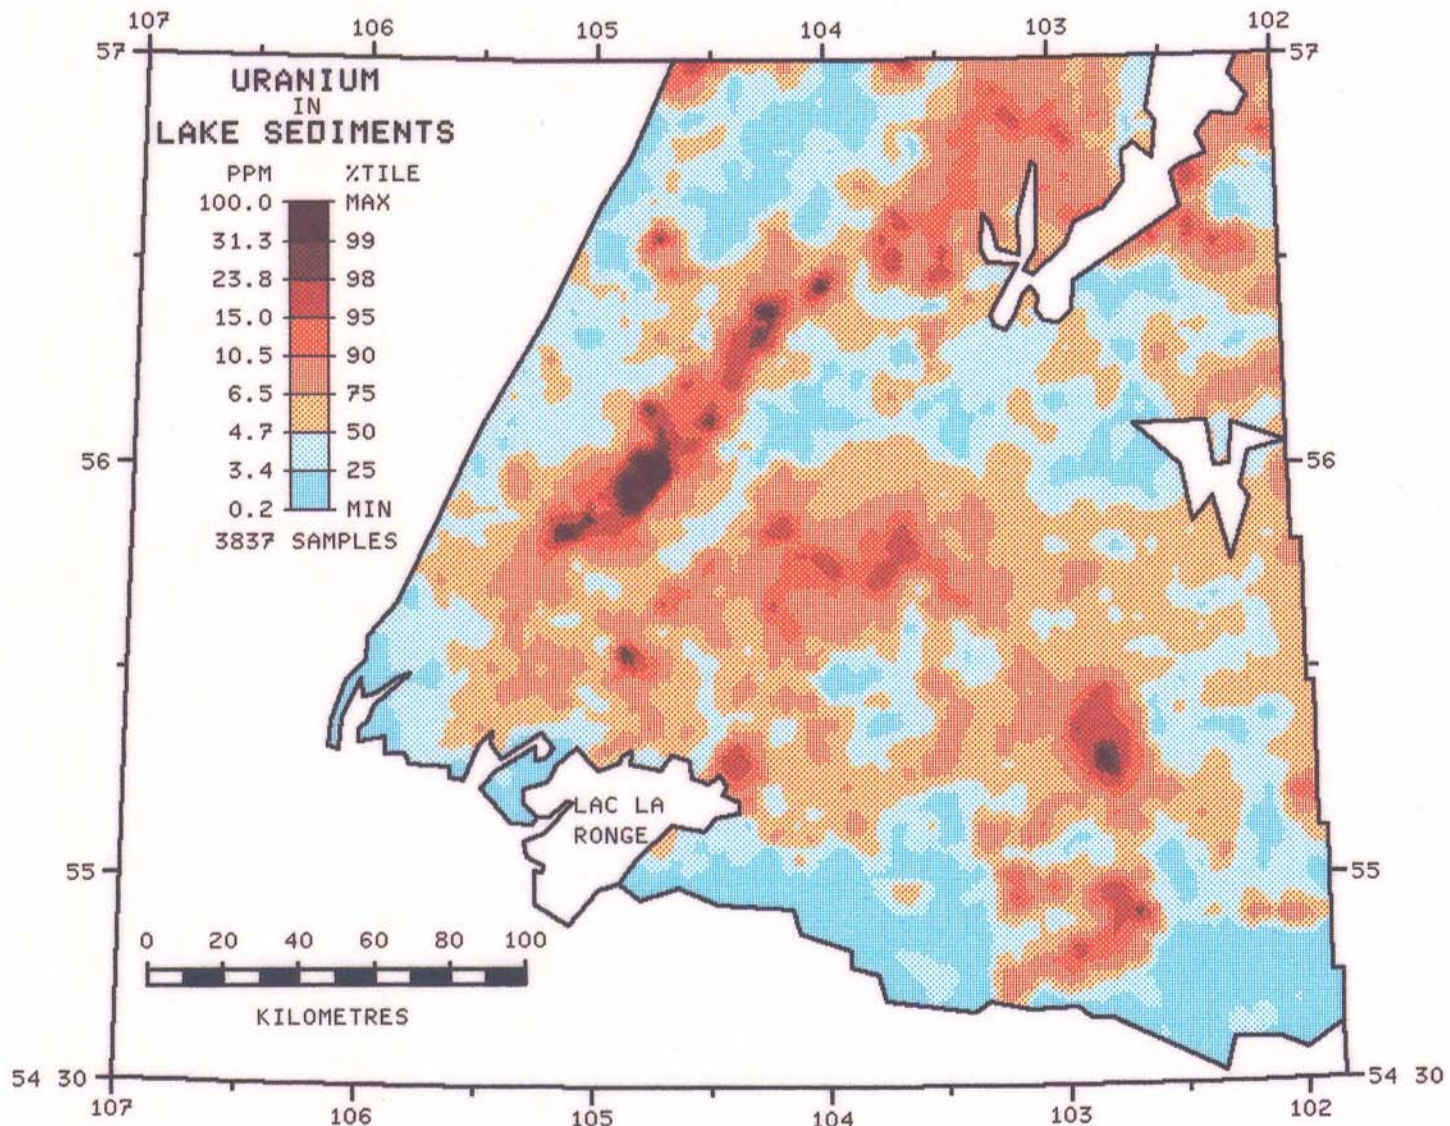 107 106 105 104 103 102
57 57
URANIUM
IN
LAKE SEDIMENTS
PPM %TILE
100.0 MAX
31.3 99
23.8 98
15.0 95
10.5 90
6.5 75
4.7 50
3.4 25
0.2 MIN
3837 SAMPLES
56 56
LAC LA
RONGE
55 55
0 20 40 60 80 100
KILOMETRES
54 30 54 30
107 106 105 104 103 102